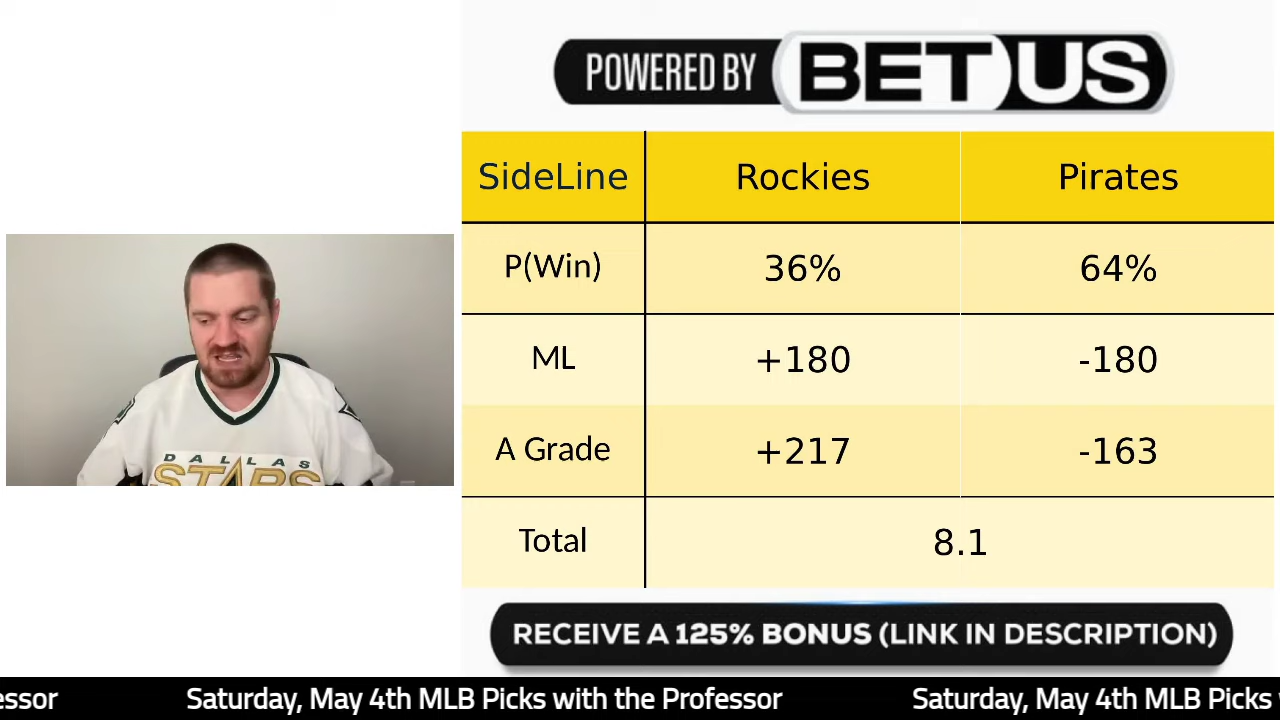 POWERED BY BETUS
SideLine Rockies Pirates
P(Win) 36% 64%
ML +180 -180
A Grade +217 -163
Total 8.1
DALLAS
STARS
RECEIVE A 125% BONUS (LINK IN DESCRIPTION)
essor Saturday, May 4th MLB Picks with the Professor Saturday, May 4th MLB Picks